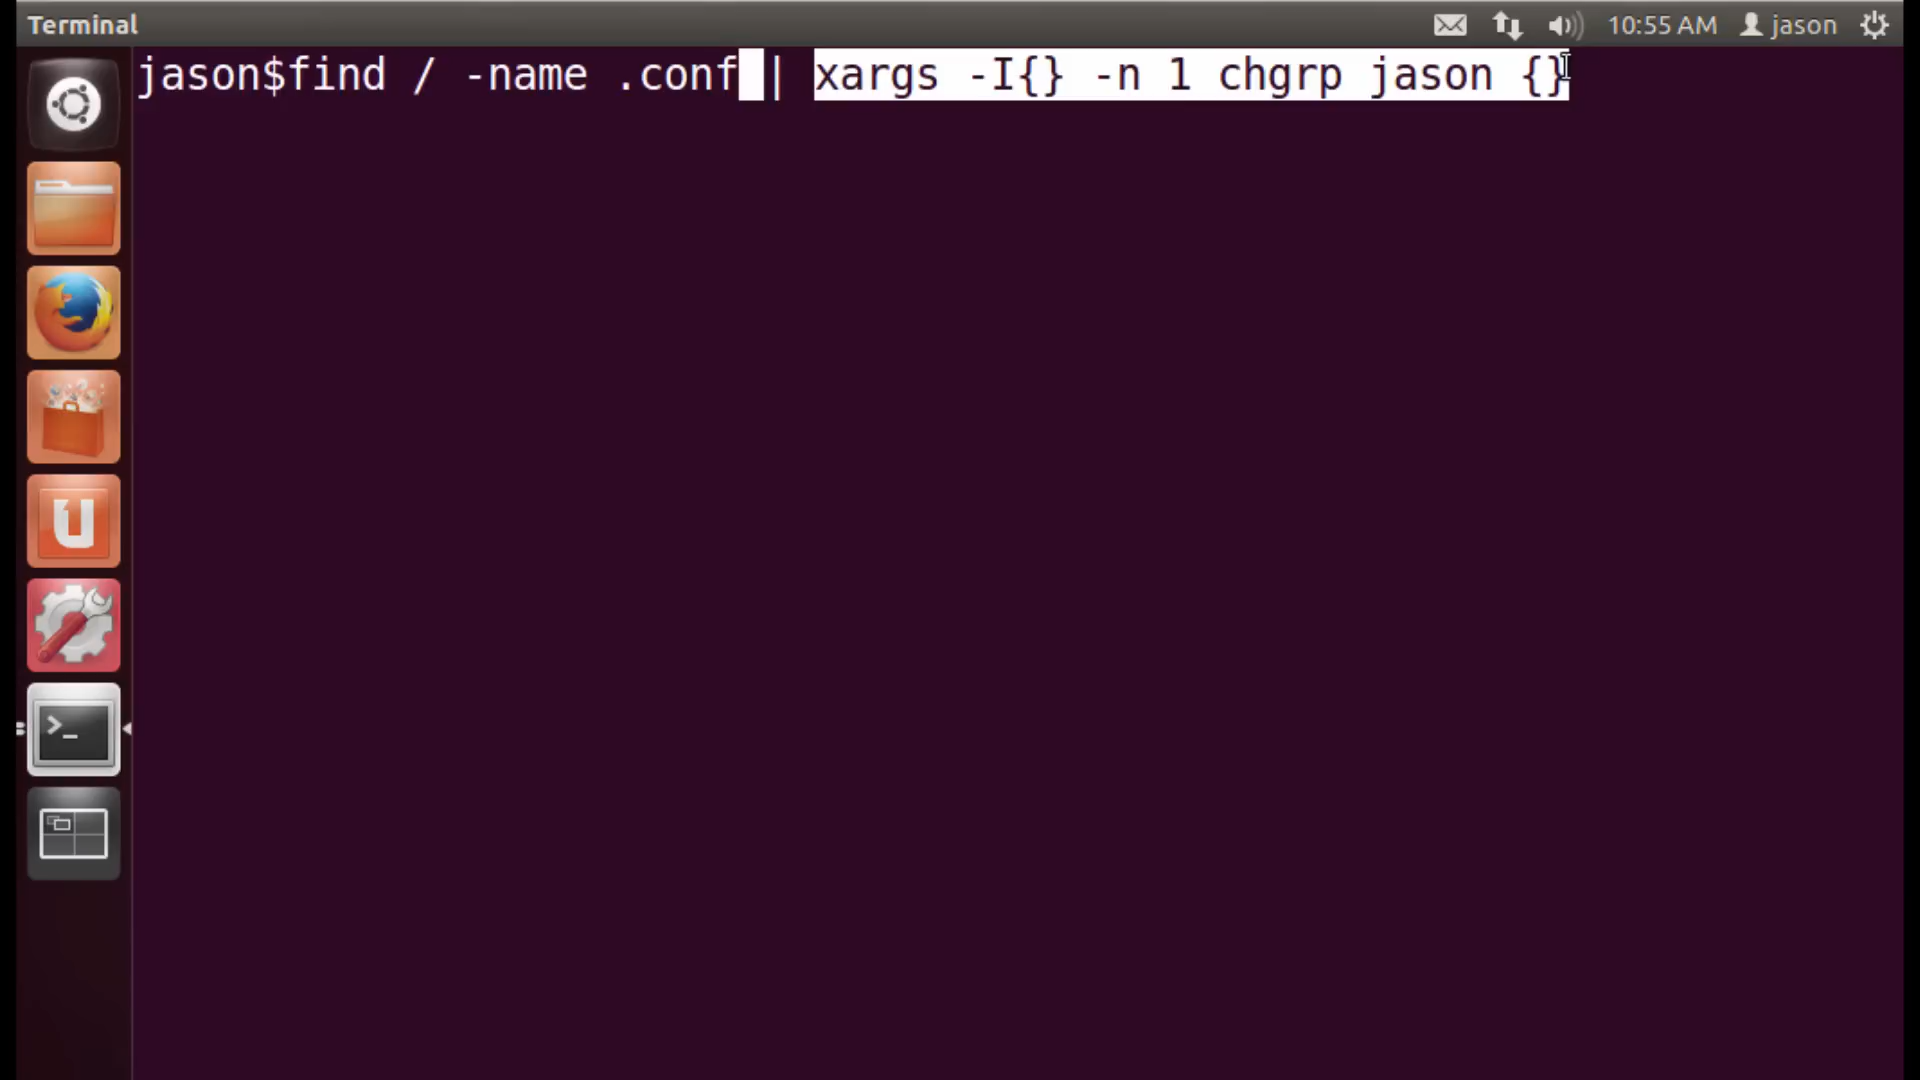 Terminal
10:55 AM jason
jason$find / -name .conf | xargs -I{} -n 1 chgrp jason {}
>_